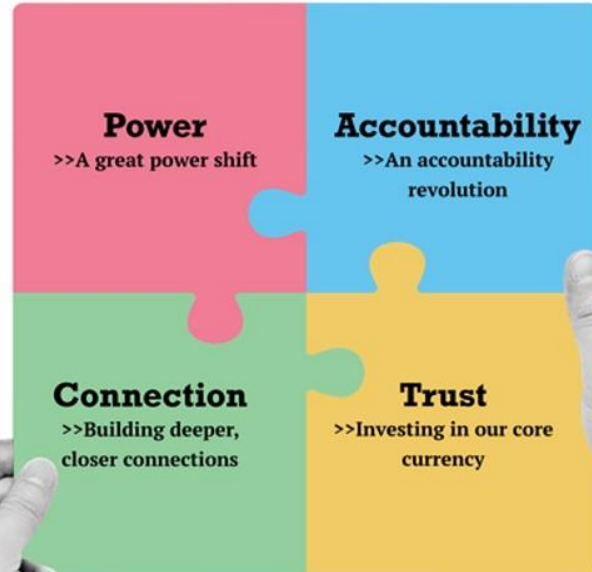 Power
>>A great power shift
Accountability
>>An accountability
revolution
Connection
>>Building deeper,
closer connections
Trust
>>Investing in our core
currency